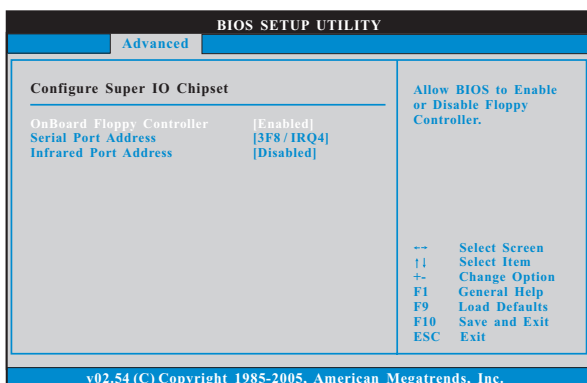 BIOS SETUP UTILITY
Advanced
Configure Super IO Chipset
OnBoard Floppy Controller [Enabled]
Serial Port Address [3F8 / IRQ4]
Infrared Port Address [Disabled]
Allow BIOS to Enable
or Disable Floppy
Controller.
←→ Select Screen
↑↓ Select Item
+- Change Option
F1 General Help
F9 Load Defaults
F10 Save and Exit
ESC Exit
v02.54 (C) Copyright 1985-2005, American Megatrends, Inc.